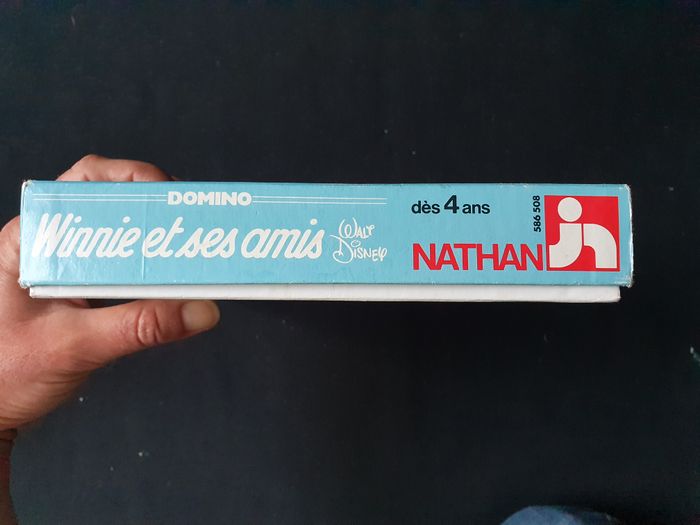 DOMINO
Winnie et ses amis
WALT
DISNEY
dès 4 ans
NATHAN
586 508